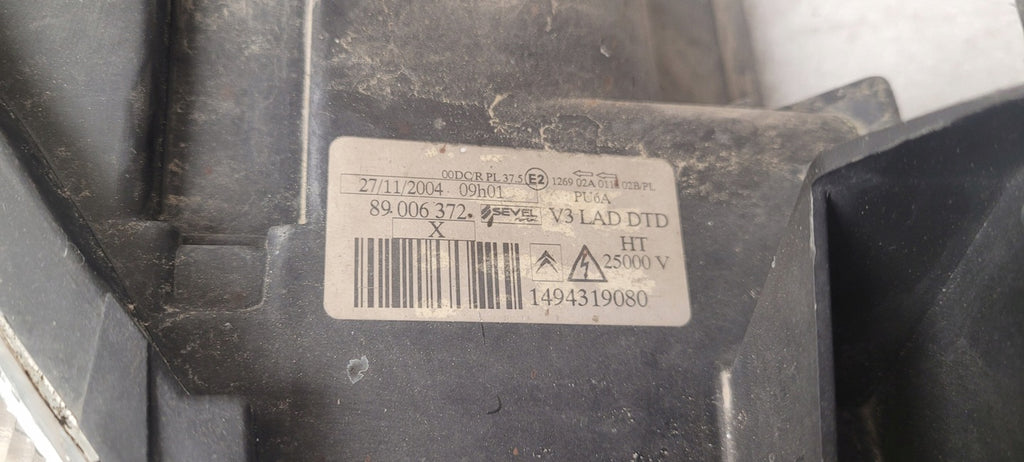 00DC/R PL 37.5 E2 1269 02A 011 02B/PL
27/11/2004 09h01 PU6A
89 006 372 SEVEL V3 LAD DTD
X HT
25000 V
1494319080